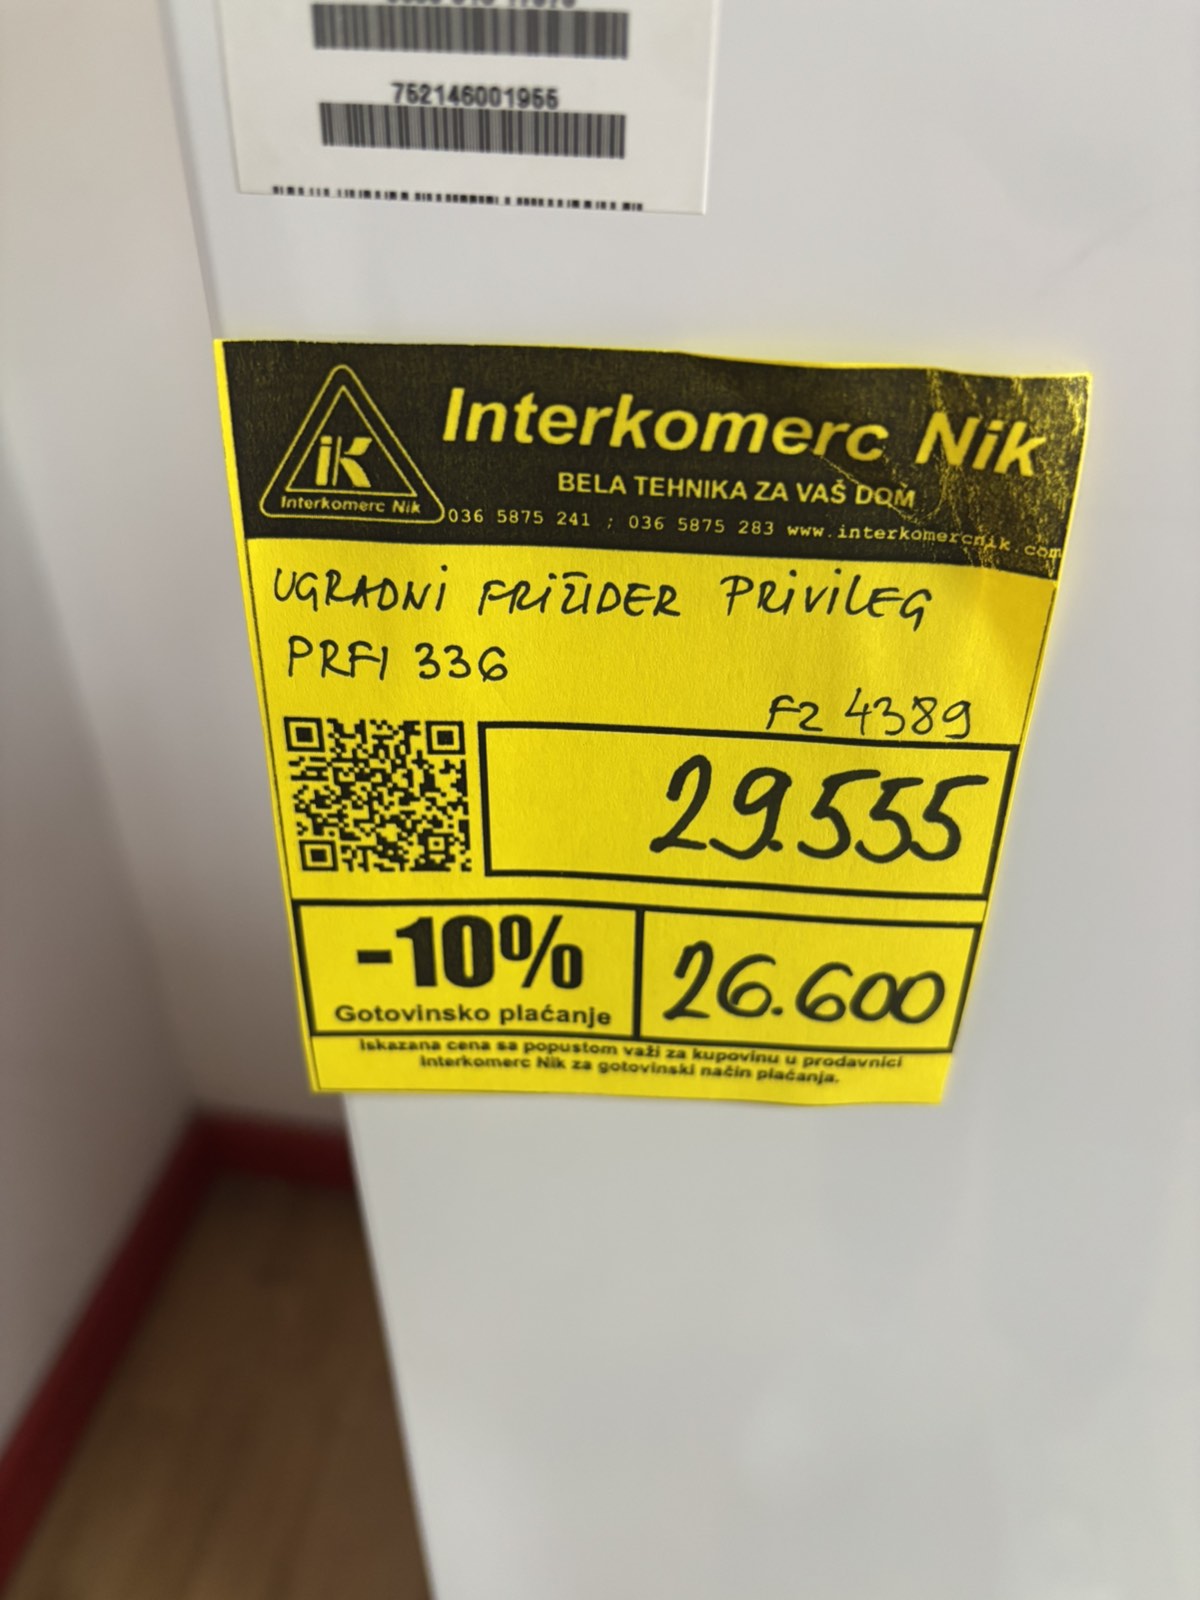 752146001955
Interkomerc Nik
BELA TEHNIKA ZA VAŠ DOM
iK
Interkomerc Nik
036 5875 241 ; 036 5875 283 www.interkomercnik.com
UGRADNI FRIŽIDER PRIVILEG
PRFI 336
FZ 4389
29.555
-10%
Gotovinsko plaćanje
26.600
Iskazana cena sa popustom važi za kupovinu u prodavnici
Interkomerc Nik za gotovinski način plaćanja.